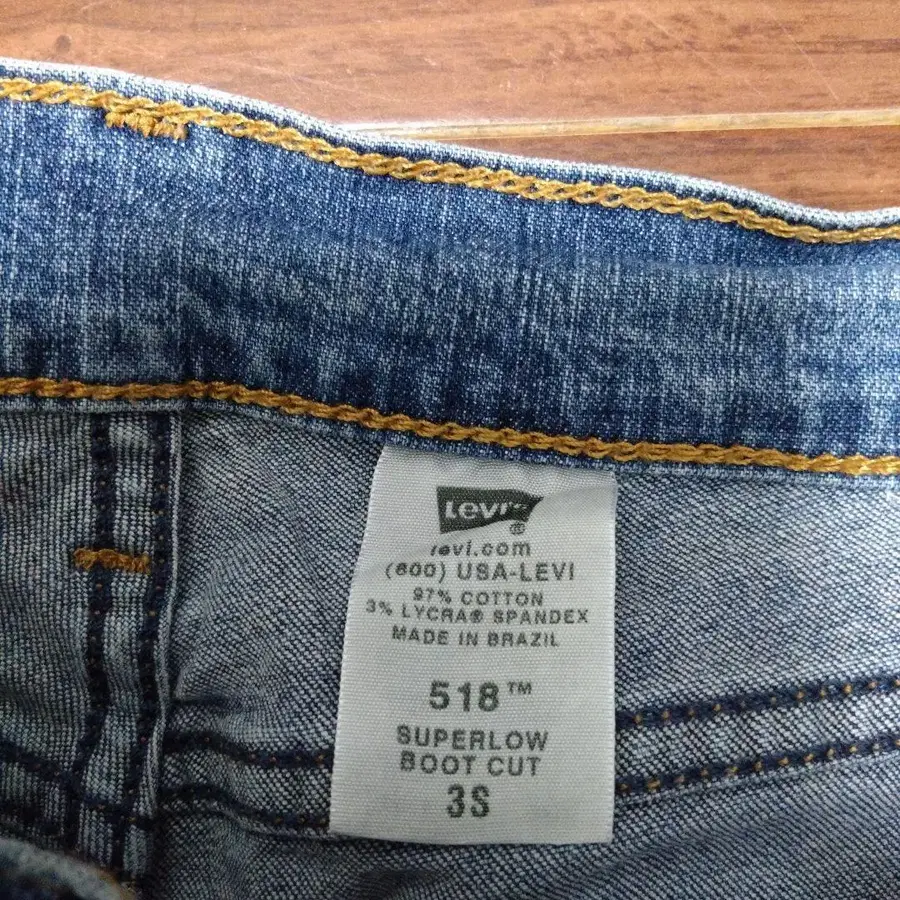 Levi's®
levi.com
(800) USA-LEVI
97% COTTON
3% LYCRA® SPANDEX
MADE IN BRAZIL
518™
SUPERLOW
BOOT CUT
3S